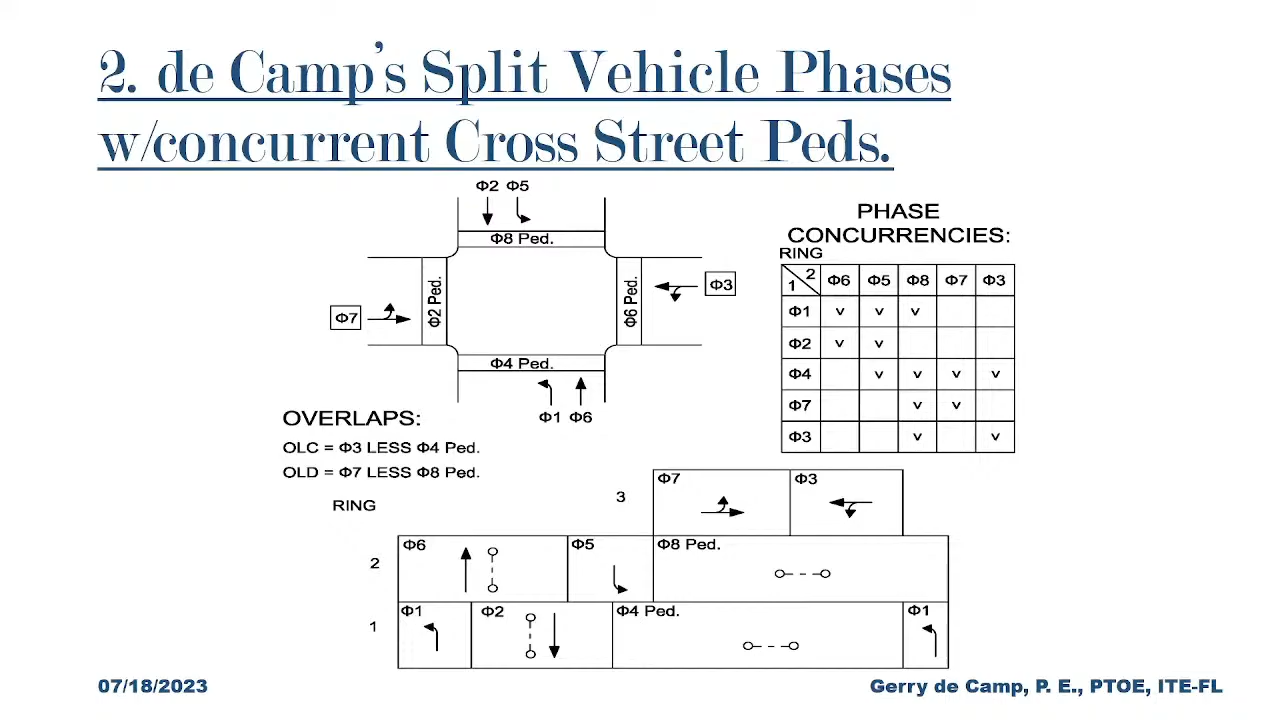 2. de Camp's Split Vehicle Phases
w/concurrent Cross Street Peds.
Φ2 Φ5
Φ8 Ped.
Φ7
Φ2 Ped.
Φ6 Ped.
Φ3
Φ4 Ped.
Φ1 Φ6
PHASE
CONCURRENCIES:
RING
2
1
Φ6 Φ5 Φ8 Φ7 Φ3
Φ1 v v v
Φ2 v v
Φ4 v v v v
Φ7 v v
Φ3 v v
OVERLAPS:
OLC = Φ3 LESS Φ4 Ped.
OLD = Φ7 LESS Φ8 Ped.
RING
3 Φ7 Φ3
2 Φ6 Φ5 Φ8 Ped.
1 Φ1 Φ2 Φ4 Ped. Φ1
07/18/2023
Gerry de Camp, P. E., PTOE, ITE-FL